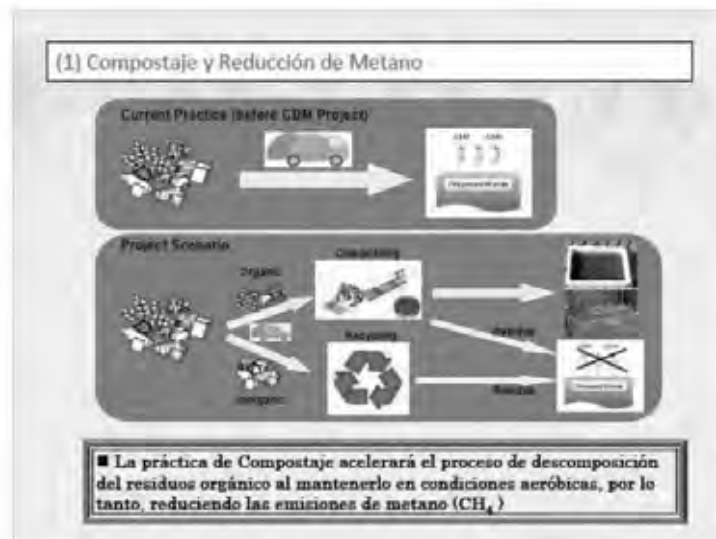 (1) Compostaje y Reducción de Metano
Current Practice (before CDM Project)
Project Scenario
Organic
Composting
Recycling
Inorganic
Residue
Residue
■ La práctica de Compostaje acelerará el proceso de descomposición
del residuos orgánico al mantenerlo en condiciones aeróbicas, por lo
tanto, reduciendo las emisiones de metano (CH₄ )